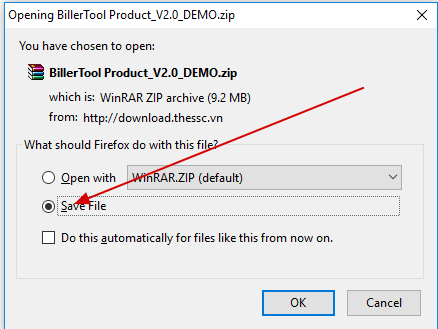 Opening BillerTool Product_V2.0_DEMO.zip
You have chosen to open:
BillerTool Product_V2.0_DEMO.zip
which is: WinRAR ZIP archive (9.2 MB)
from: http://download.thessc.vn
What should Firefox do with this file?
Open with WinRAR.ZIP (default)
Save File
Do this automatically for files like this from now on.
OK Cancel